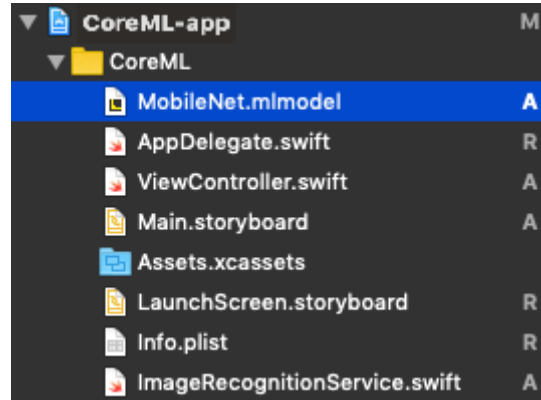 CoreML-app M
CoreML
MobileNet.mlmodel A
AppDelegate.swift R
ViewController.swift A
Main.storyboard A
Assets.xcassets
LaunchScreen.storyboard R
Info.plist R
ImageRecognitionService.swift A